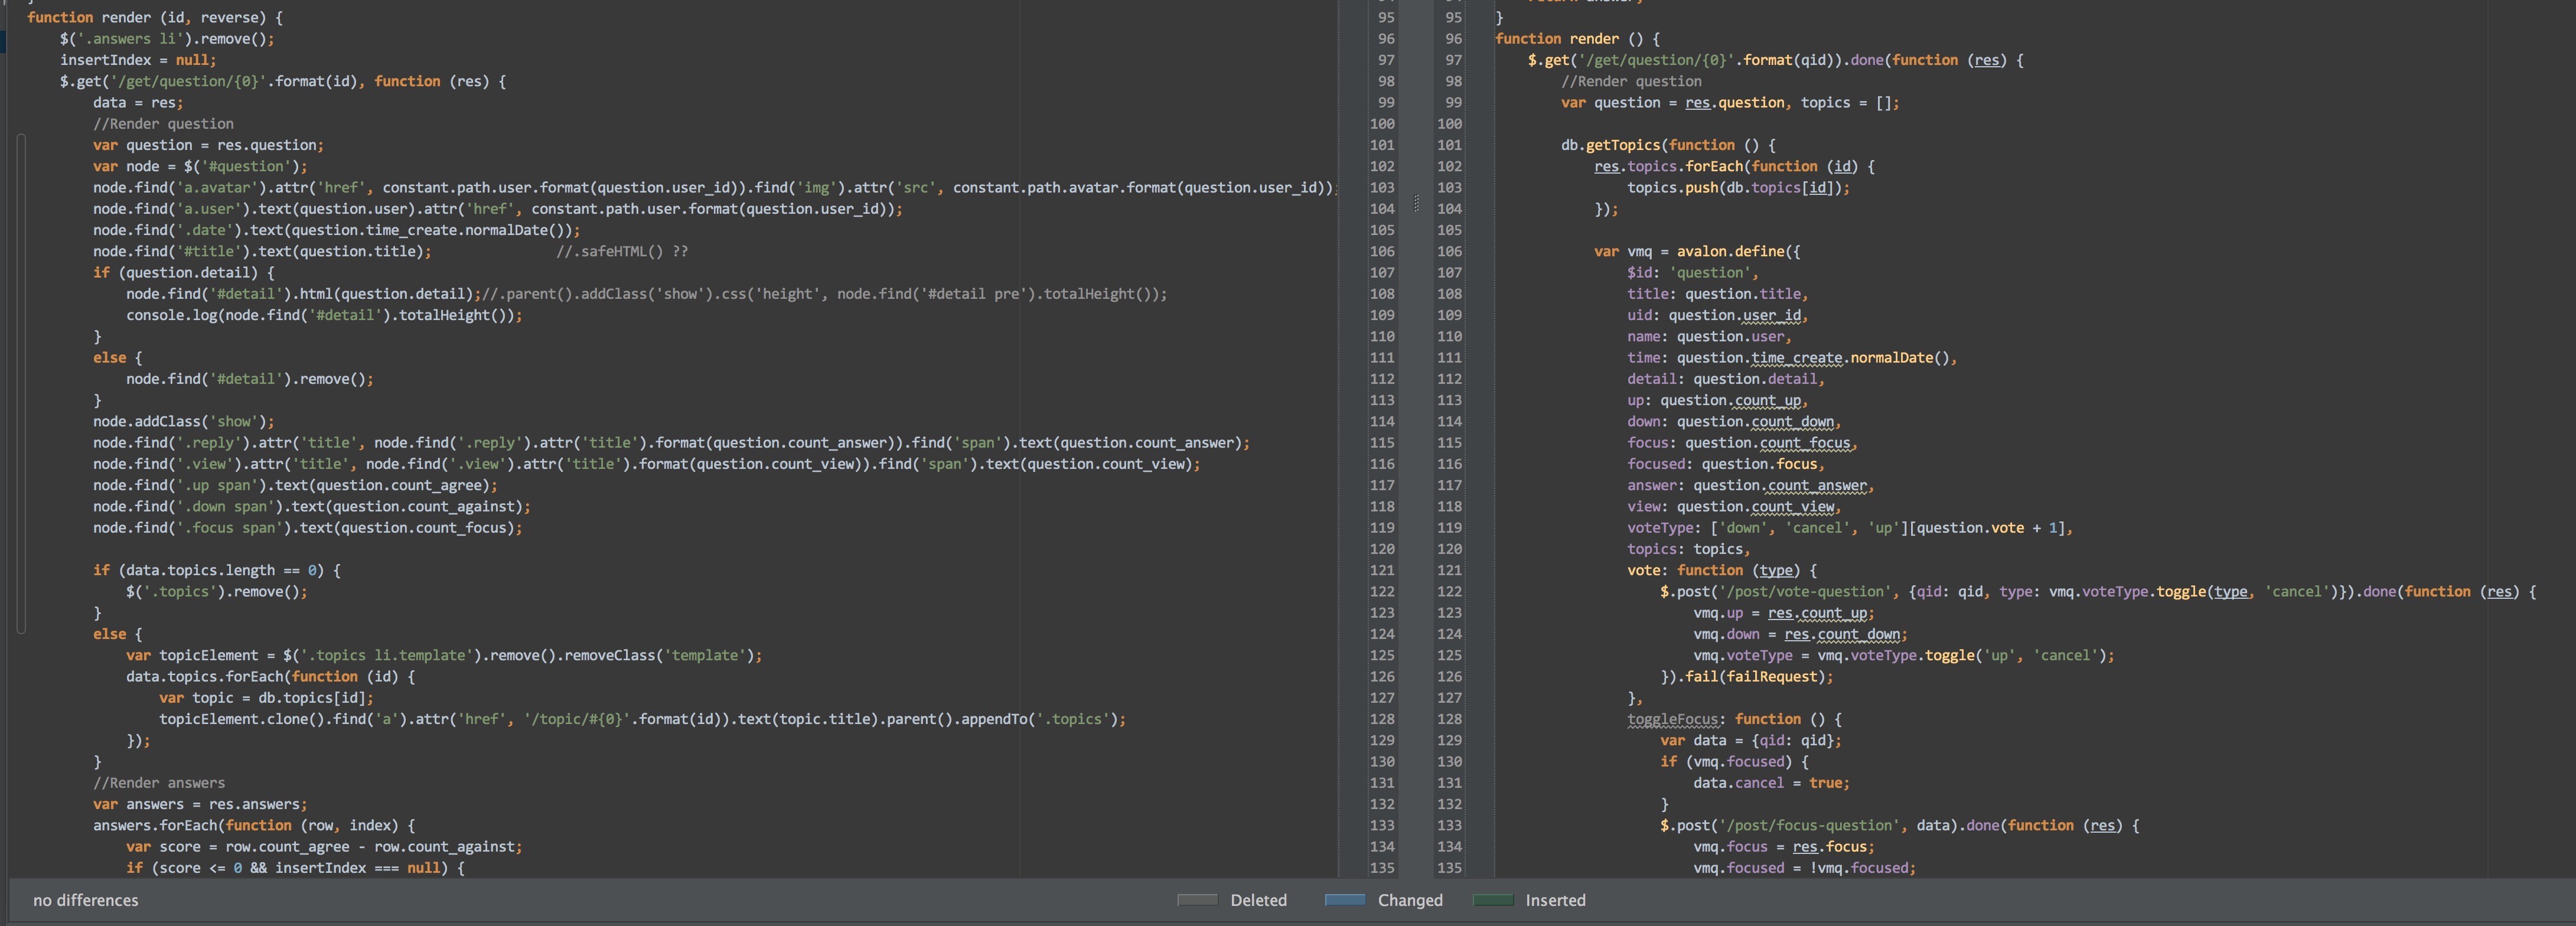 function render (id, reverse) {
$('.answers li').remove();
insertIndex = null;
$.get('/get/question/{0}'.format(id), function (res) {
data = res;
//Render question
var question = res.question;
var node = $('#question');
node.find('a.avatar').attr('href', constant.path.user.format(question.user_id)).find('img').attr('src', constant.path.avatar.format(question.user_id));
node.find('a.user').text(question.user).attr('href', constant.path.user.format(question.user_id));
node.find('.date').text(question.time_create.normalDate());
node.find('#title').text(question.title); //.safeHTML() ??
if (question.detail) {
node.find('#detail').html(question.detail);//.parent().addClass('show').css('height', node.find('#detail pre').totalHeight());
console.log(node.find('#detail').totalHeight());
}
else {
node.find('#detail').remove();
}
node.addClass('show');
node.find('.reply').attr('title', node.find('.reply').attr('title').format(question.count_answer)).find('span').text(question.count_answer);
node.find('.view').attr('title', node.find('.view').attr('title').format(question.count_view)).find('span').text(question.count_view);
node.find('.up span').text(question.count_agree);
node.find('.down span').text(question.count_against);
node.find('.focus span').text(question.count_focus);
if (data.topics.length == 0) {
$('.topics').remove();
}
else {
var topicElement = $('.topics li.template').remove().removeClass('template');
data.topics.forEach(function (id) {
var topic = db.topics[id];
topicElement.clone().find('a').attr('href', '/topic/#{0}'.format(id)).text(topic.title).parent().appendTo('.topics');
});
}
//Render answers
var answers = res.answers;
answers.forEach(function (row, index) {
var score = row.count_agree - row.count_against;
if (score <= 0 && insertIndex === null) {
95 95 }
96 96 function render () {
97 97 $.get('/get/question/{0}'.format(qid)).done(function (res) {
98 98 //Render question
99 99 var question = res.question, topics = [];
100 100
101 101 db.getTopics(function () {
102 102 res.topics.forEach(function (id) {
103 103 topics.push(db.topics[id]);
104 104 });
105 105
106 106 var vmq = avalon.define({
107 107 $id: 'question',
108 108 title: question.title,
109 109 uid: question.user_id,
110 110 name: question.user,
111 111 time: question.time_create.normalDate(),
112 112 detail: question.detail,
113 113 up: question.count_up,
114 114 down: question.count_down,
115 115 focus: question.count_focus,
116 116 focused: question.focus,
117 117 answer: question.count_answer,
118 118 view: question.count_view,
119 119 voteType: ['down', 'cancel', 'up'][question.vote + 1],
120 120 topics: topics,
121 121 vote: function (type) {
122 122 $.post('/post/vote-question', {qid: qid, type: vmq.voteType.toggle(type, 'cancel')}).done(function (res) {
123 123 vmq.up = res.count_up;
124 124 vmq.down = res.count_down;
125 125 vmq.voteType = vmq.voteType.toggle('up', 'cancel');
126 126 }).fail(failRequest);
127 127 },
128 128 toggleFocus: function () {
129 129 var data = {qid: qid};
130 130 if (vmq.focused) {
131 131 data.cancel = true;
132 132 }
133 133 $.post('/post/focus-question', data).done(function (res) {
134 134 vmq.focus = res.focus;
135 135 vmq.focused = !vmq.focused;
no differences Deleted Changed Inserted